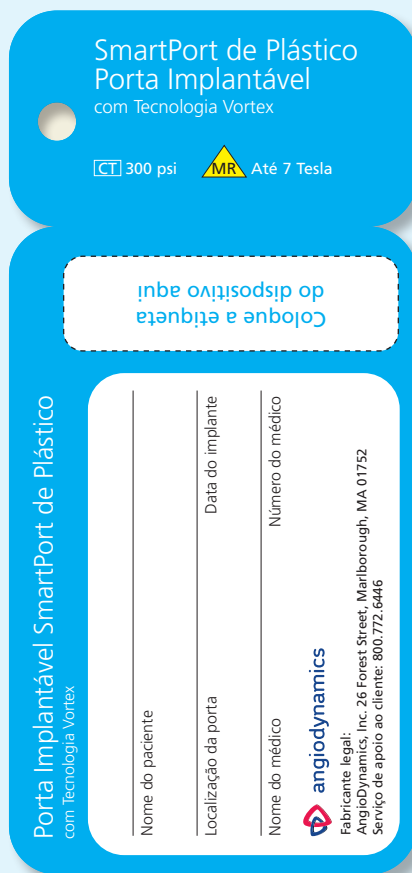 SmartPort de Plástico
Porta Implantável
com Tecnologia Vortex
CT 300 psi MR Até 7 Tesla
Coloque a etiqueta
do dispositivo aqui
Porta Implantável SmartPort de Plástico
com Tecnologia Vortex
Nome do paciente
Localização da porta Data do implante
Nome do médico Número do médico
angiodynamics
Fabricante legal:
AngioDynamics, Inc. 26 Forest Street, Marlborough, MA 01752
Serviço de apoio ao cliente: 800.772.6446